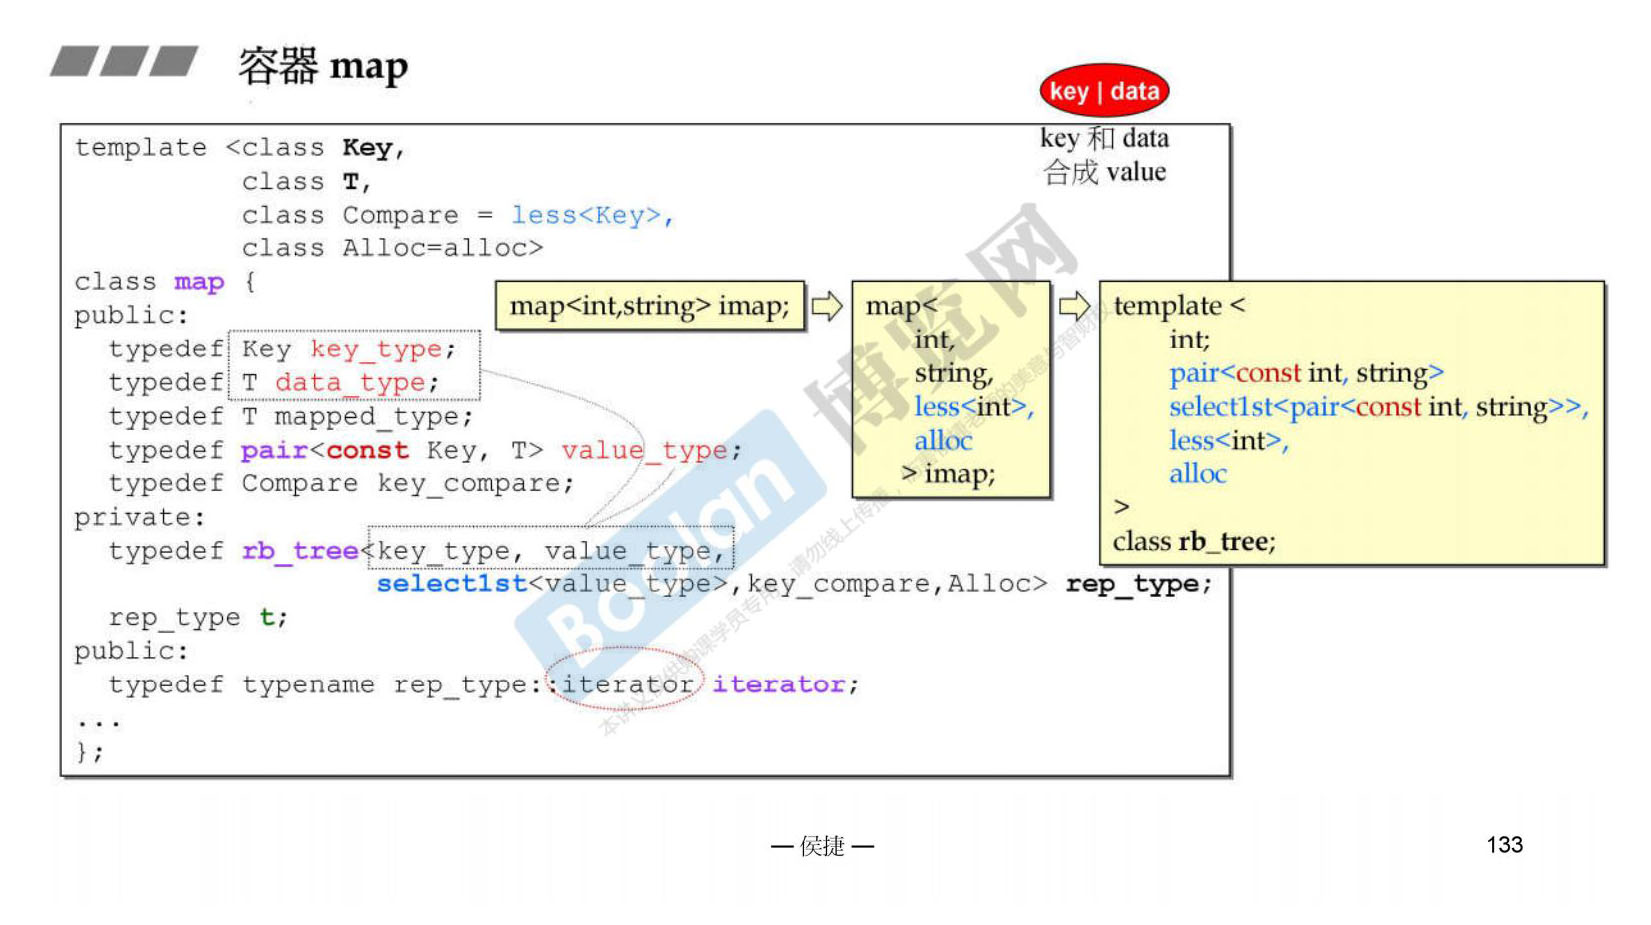 容器 map
key | data
key 和 data
合成 value
template <class Key,
class T,
class Compare = less<Key>,
class Alloc=alloc>
class map {
public:
typedef Key key_type;
typedef T data_type;
typedef T mapped_type;
typedef pair<const Key, T> value_type;
typedef Compare key_compare;
private:
typedef rb_tree<key_type, value_type,
select1st<value_type>,key_compare,Alloc> rep_type;
rep_type t;
public:
typedef typename rep_type::iterator iterator;
...
};
map<int,string> imap;
map<
int,
string,
less<int>,
alloc
> imap;
template <
int;
pair<const int, string>
select1st<pair<const int, string>>,
less<int>,
alloc
>
class rb_tree;
Boolan
博览网
— 侯捷 —
133